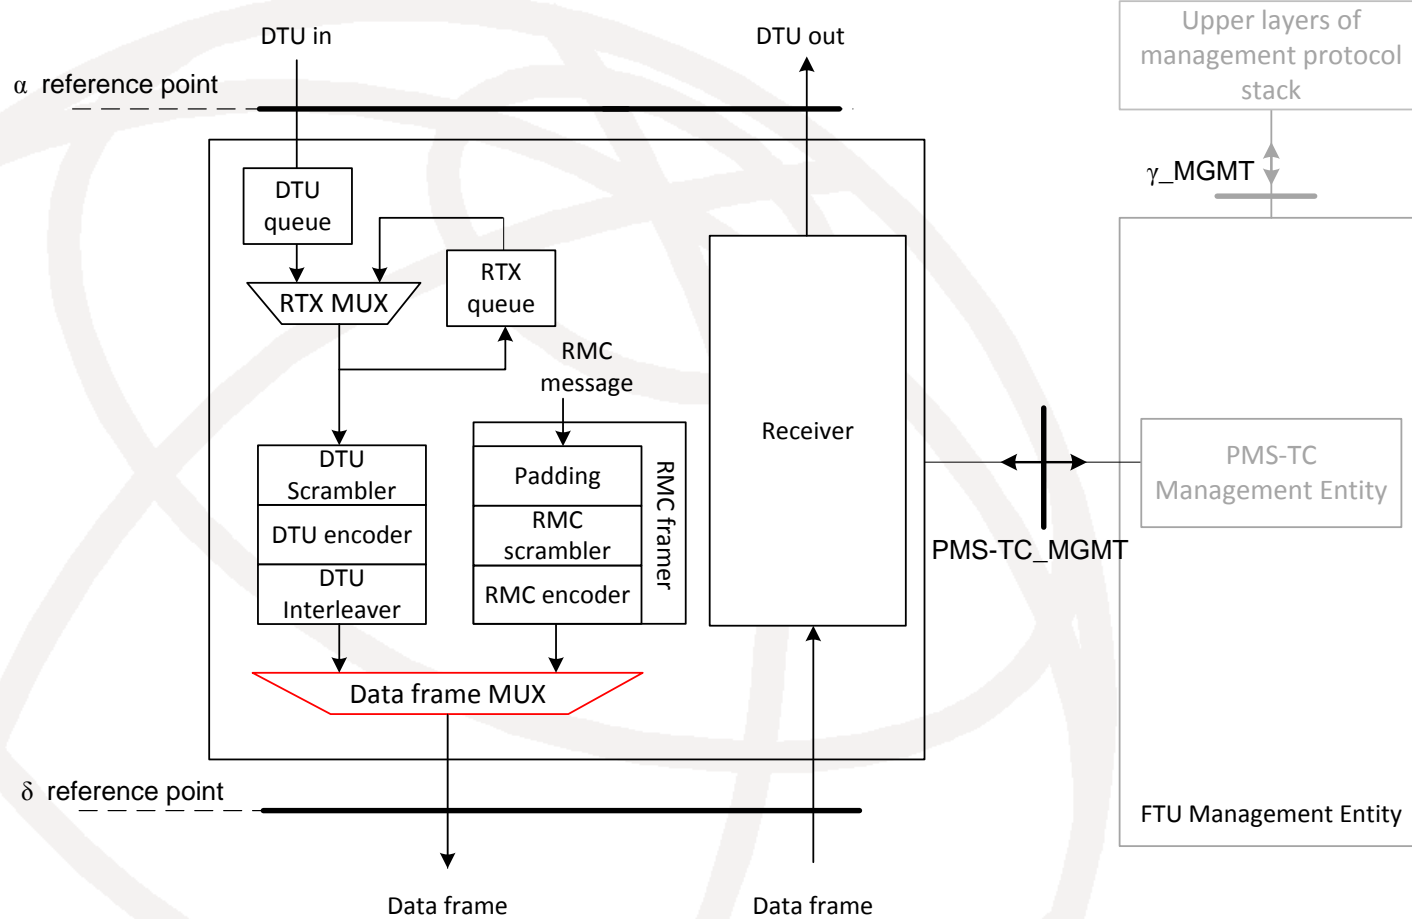 DTU in
DTU out
α reference point
Upper layers of
management protocol
stack
γ_MGMT
DTU
queue
RTX
queue
RTX MUX
RMC
message
Receiver
DTU
Scrambler
DTU encoder
DTU
Interleaver
Padding
RMC
scrambler
RMC encoder
RMC framer
PMS-TC
Management Entity
PMS-TC_MGMT
Data frame MUX
δ reference point
FTU Management Entity
Data frame
Data frame